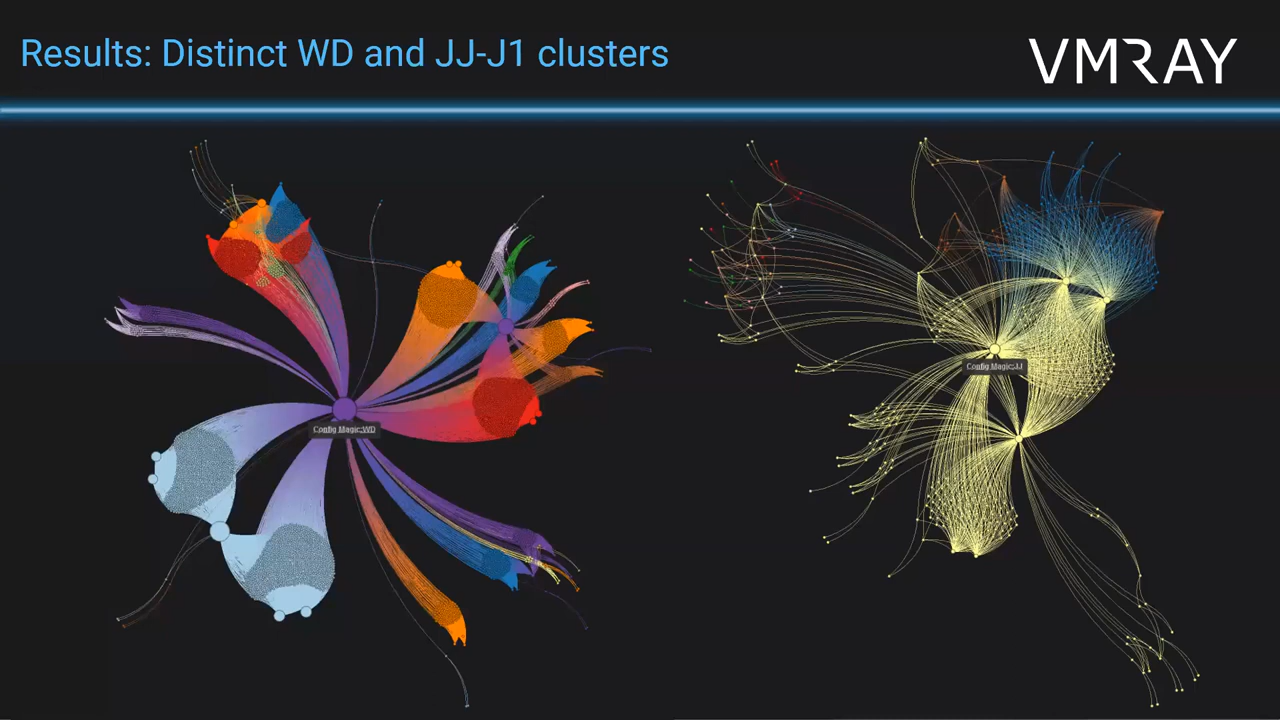 Results: Distinct WD and JJ-J1 clusters
VMRAY
Config Magic:WD
Config Magic:JJ